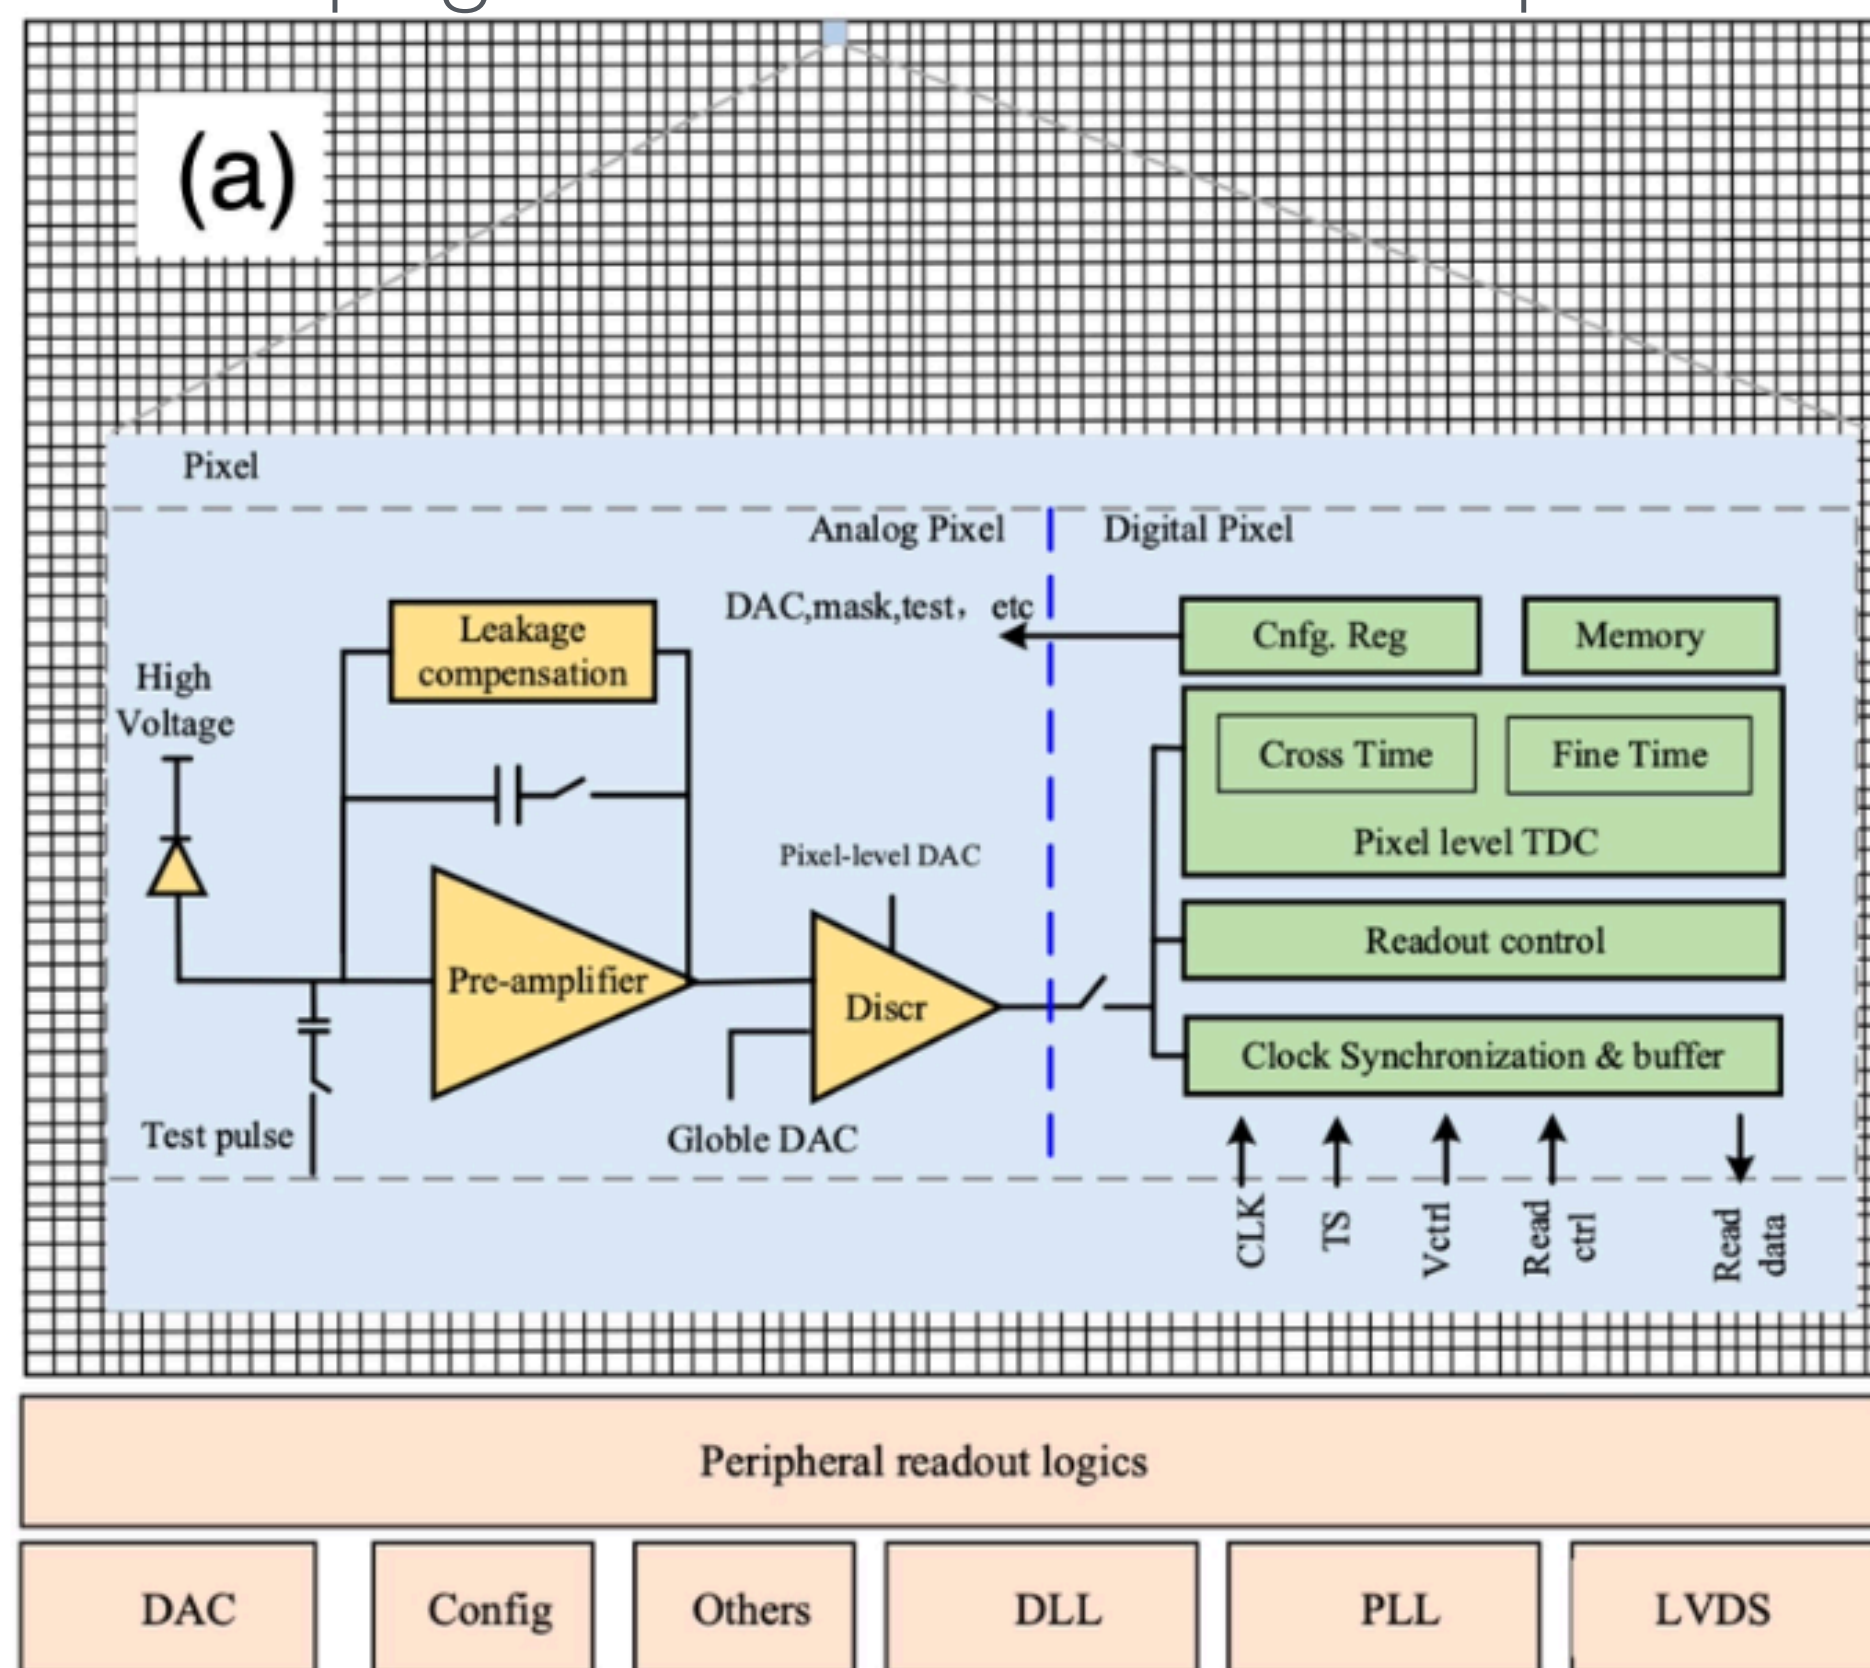 (a)
Pixel
Analog Pixel
Digital Pixel
DAC,mask,test，etc
Cnfg. Reg
Memory
Leakage
compensation
High
Voltage
Cross Time
Fine Time
Pixel level TDC
Pixel-level DAC
Readout control
Pre-amplifier
Discr
Clock Synchronization & buffer
Test pulse
Globle DAC
CLK
TS
Vctrl
Read
ctrl
Read
data
Peripheral readout logics
DAC
Config
Others
DLL
PLL
LVDS